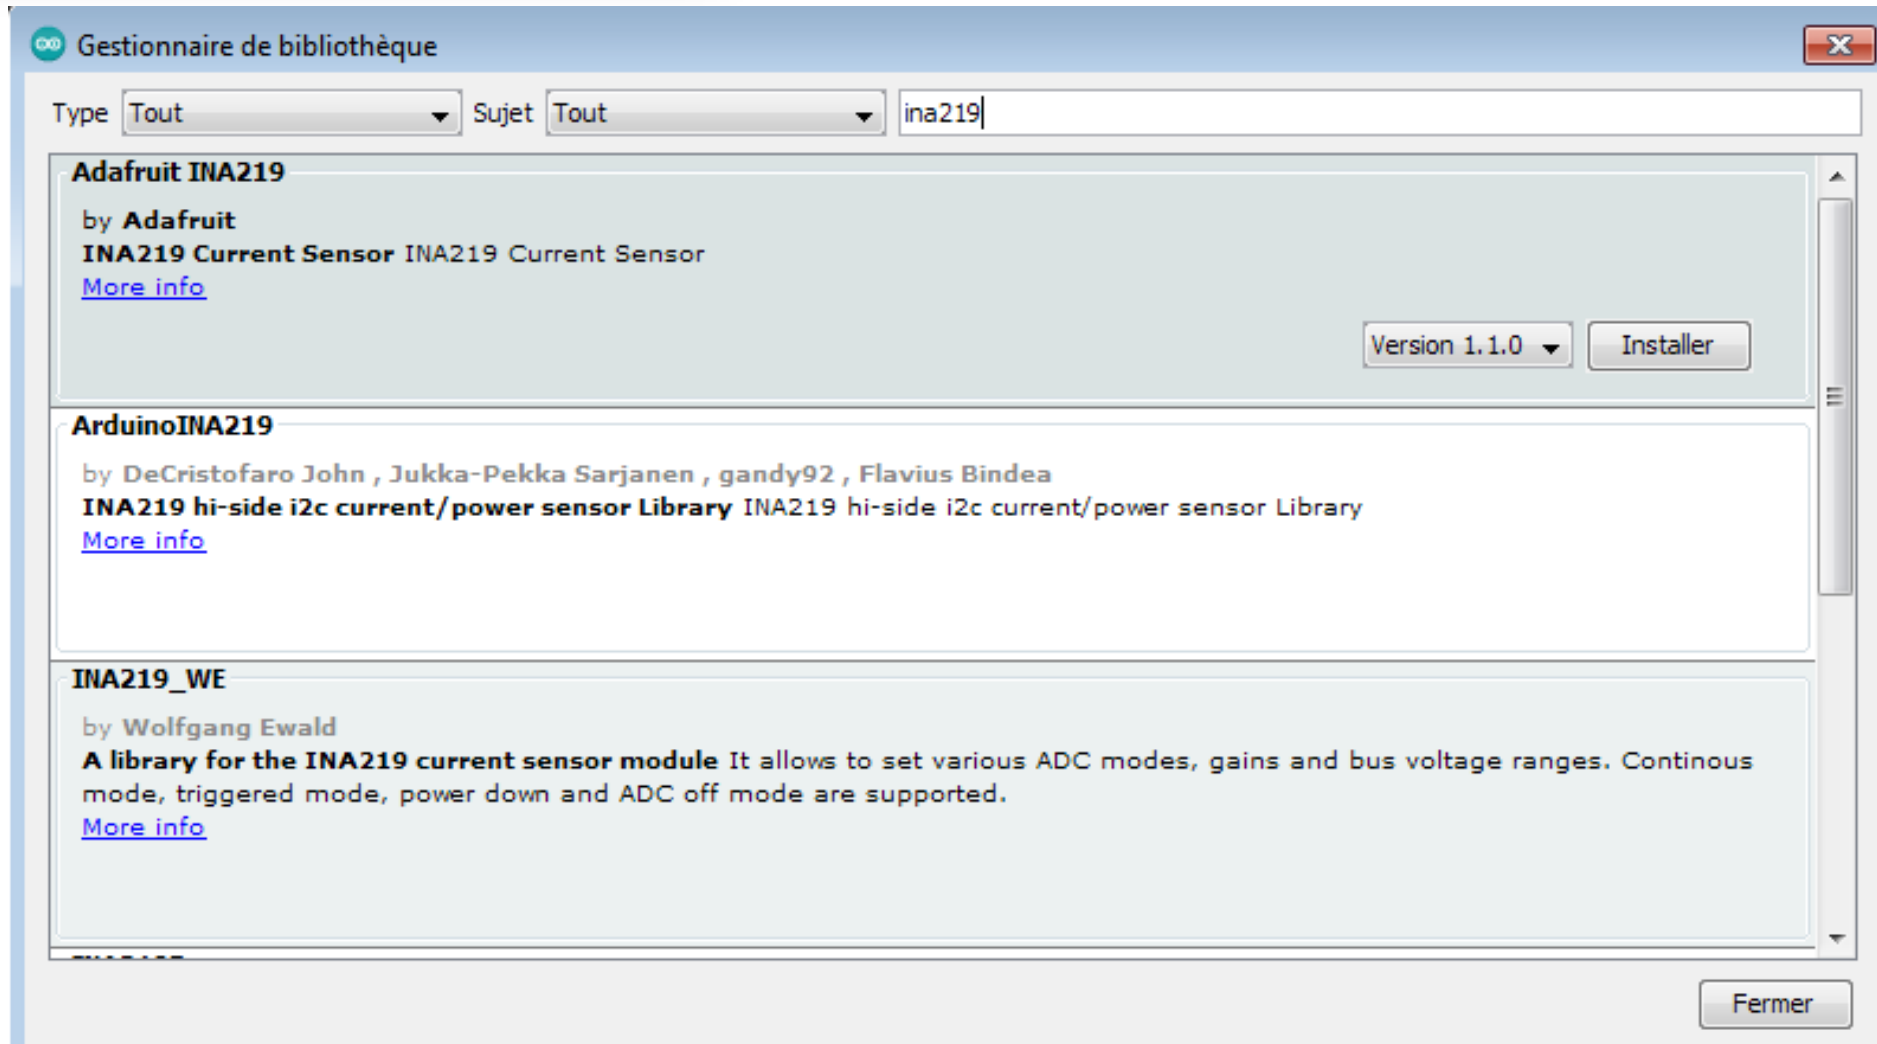 Gestionnaire de bibliothèque
Type Tout Sujet Tout ina219
Adafruit INA219
by Adafruit
INA219 Current Sensor INA219 Current Sensor
More info
Version 1.1.0 Installer
ArduinoINA219
by DeCristofaro John , Jukka-Pekka Sarjanen , gandy92 , Flavius Bindea
INA219 hi-side i2c current/power sensor Library INA219 hi-side i2c current/power sensor Library
More info
INA219_WE
by Wolfgang Ewald
A library for the INA219 current sensor module It allows to set various ADC modes, gains and bus voltage ranges. Continous
mode, triggered mode, power down and ADC off mode are supported.
More info
Fermer